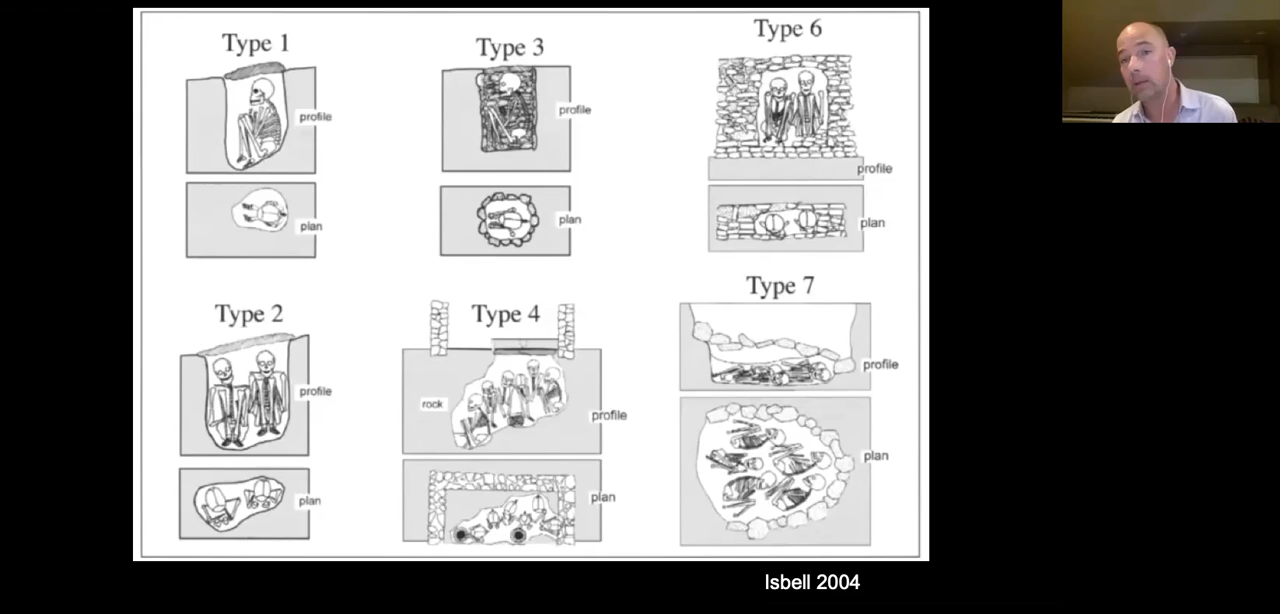 Type 1
profile
plan
Type 3
profile
plan
Type 6
profile
plan
Type 2
profile
plan
Type 4
rock
profile
plan
Type 7
profile
plan
Isbell 2004